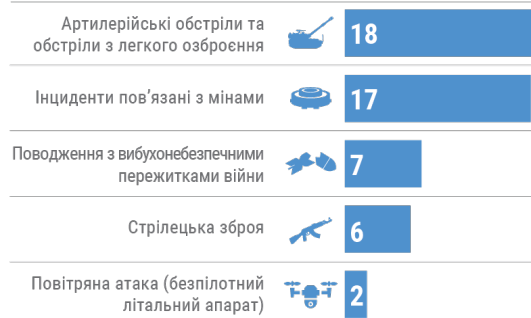 Артилерійські обстріли та
обстріли з легкого озброєння
18
Інциденти пов’язані з мінами
17
Поводження з вибухонебезпечними
пережитками війни
7
Стрілецька зброя
6
Повітряна атака (безпілотний
літальний апарат)
2